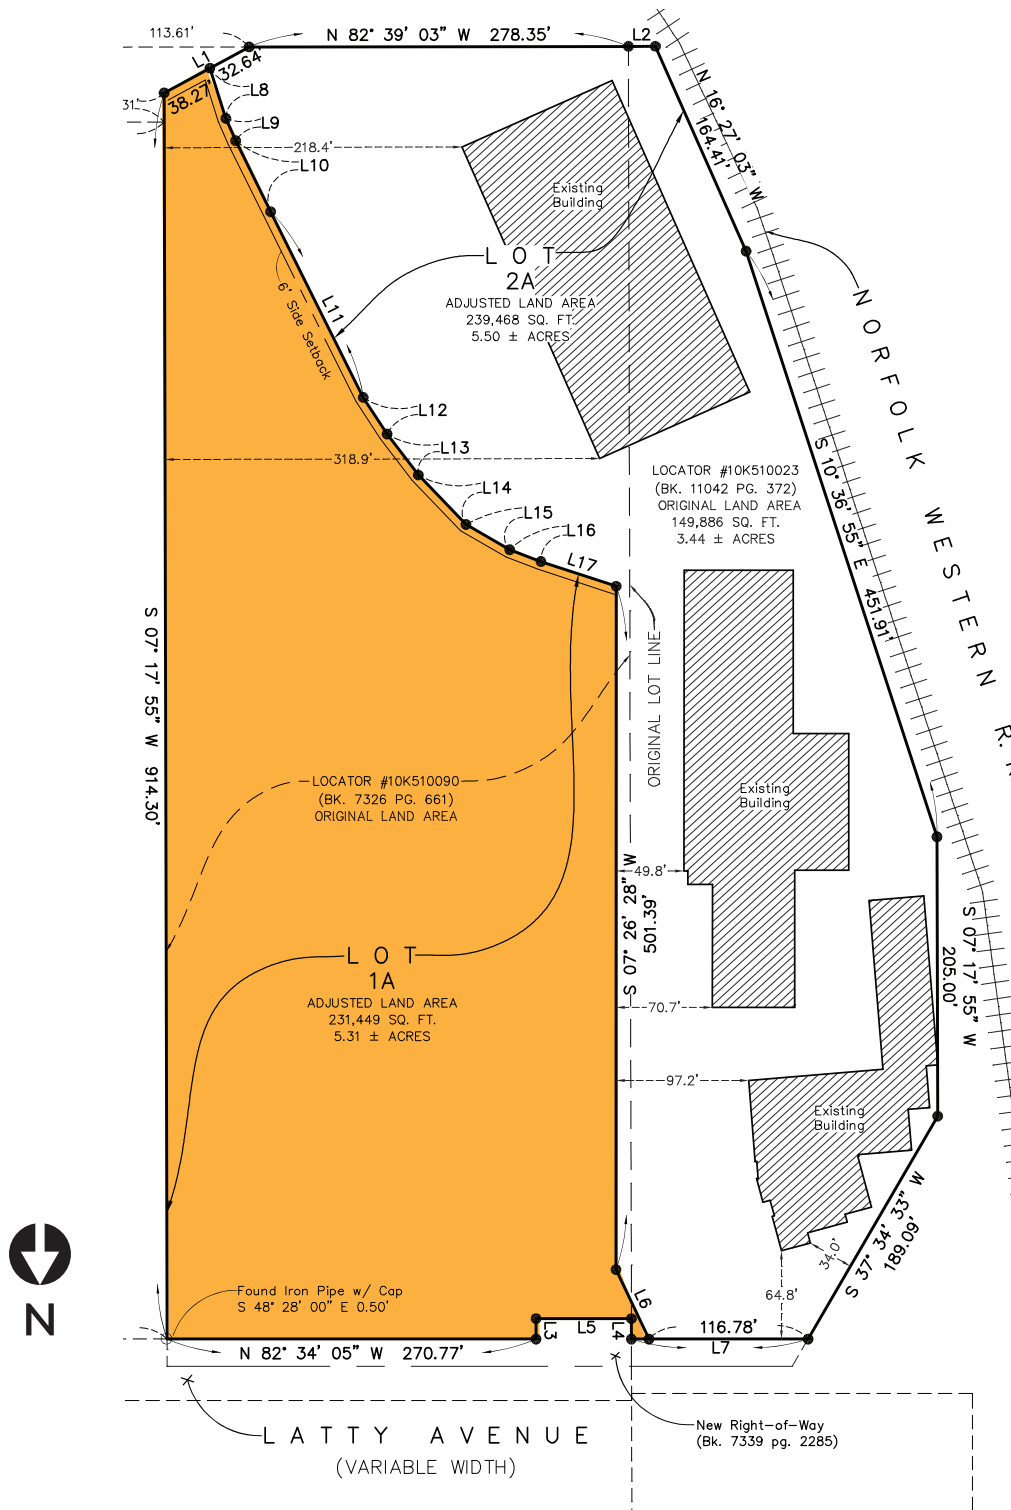 113.61'
N 82° 39' 03" W 278.35'
L2
L1
32.64'
38.27'
L8
L9
L10
218.4'
N 16° 27' 03" W
164.41'
Existing
Building
LOT
2A
ADJUSTED LAND AREA
239,468 SQ. FT.
5.50 ± ACRES
6' Side Setback
L11
L12
L13
L14
L15
L16
L17
318.9'
LOCATOR #10K510023
(BK. 11042 PG. 372)
ORIGINAL LAND AREA
149,886 SQ. FT.
3.44 ± ACRES
S 10° 36' 55" E 451.91'
NORFOLK WESTERN R.
ORIGINAL LOT LINE
S 07° 17' 55" W 914.30'
LOCATOR #10K510090
(BK. 7326 PG. 661)
ORIGINAL LAND AREA
Existing
Building
49.8'
S 07° 26' 28" W
501.39'
LOT
1A
ADJUSTED LAND AREA
231,449 SQ. FT.
5.31 ± ACRES
70.7'
97.2'
S 07° 17' 55" W
205.00'
Existing
Building
34.0'
64.8'
S 37° 34' 33" W
189.09'
N
Found Iron Pipe w/ Cap
S 48° 28' 00" E 0.50'
L3
L5
L4
L6
116.78'
L7
N 82° 34' 05" W 270.77'
New Right-of-Way
(Bk. 7339 pg. 2285)
LATTY AVENUE
(VARIABLE WIDTH)